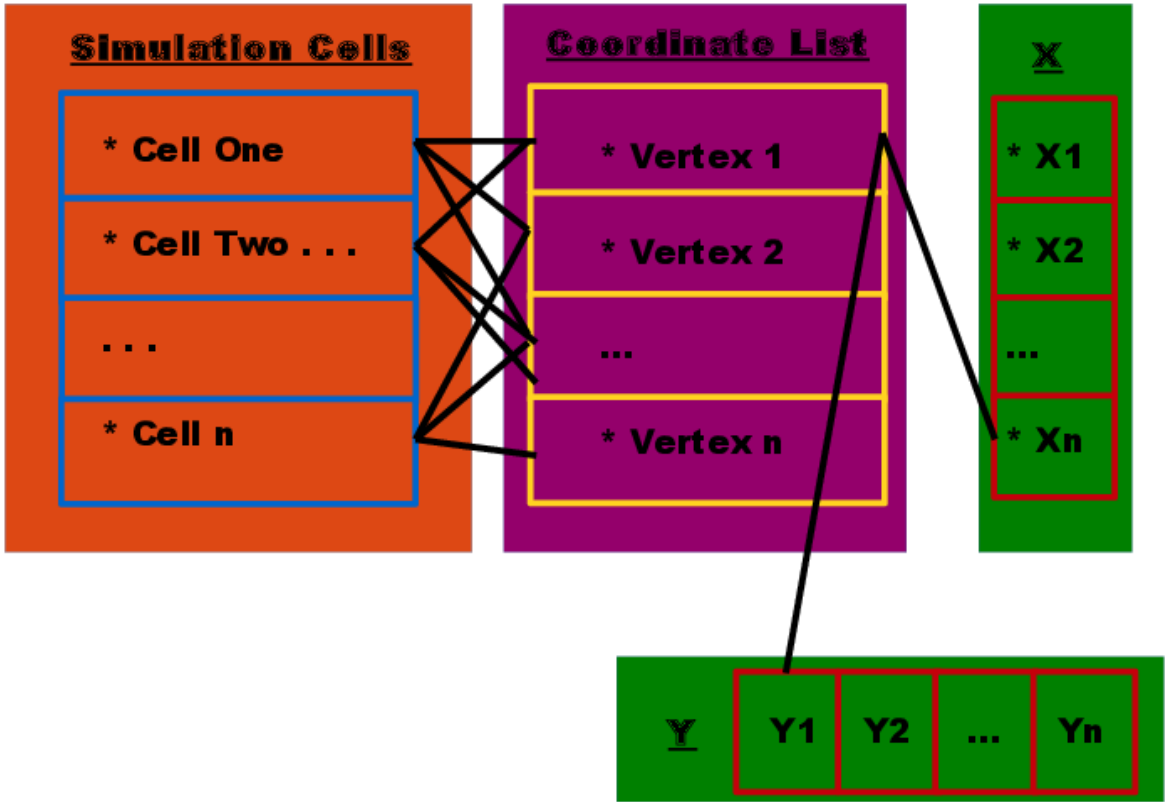 Simulation Cells
* Cell One
* Cell Two . . .
. . .
* Cell n
Coordinate List
* Vertex 1
* Vertex 2
...
* Vertex n
X
* X1
* X2
...
* Xn
Y
Y1
Y2
...
Yn